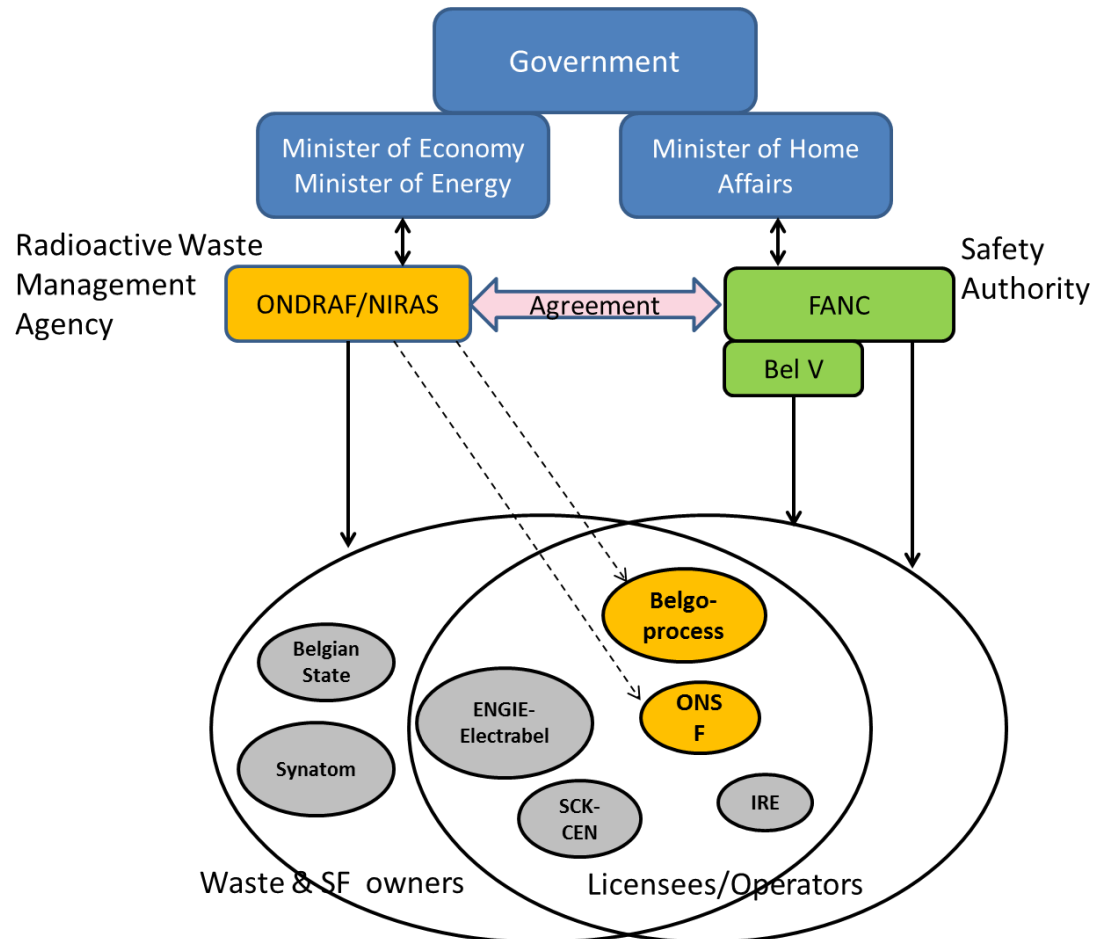 Government
Minister of Economy
Minister of Energy
Minister of Home
Affairs
Radioactive Waste
Management
Agency
ONDRAF/NIRAS
Agreement
FANC
Safety
Authority
Bel V
Belgo-
process
Belgian
State
ENGIE-
Electrabel
ONS
F
Synatom
SCK-
CEN
IRE
Waste & SF owners
Licensees/Operators